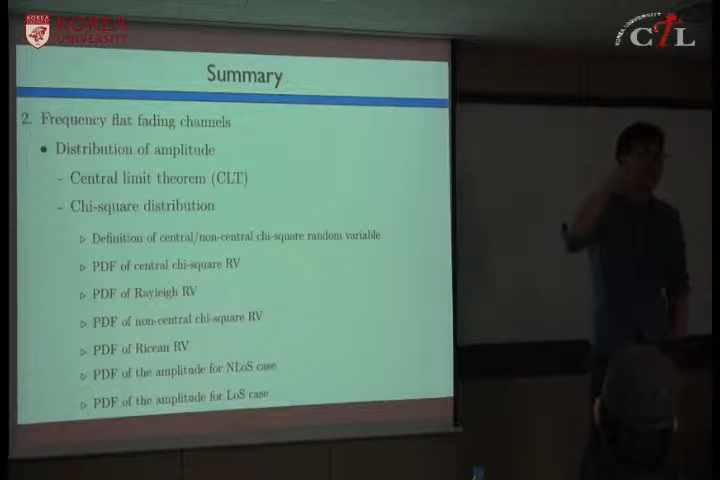 KOREA
UNIVERSITY
CTL
KOREA UNIVERSITY
Summary
2. Frequency flat fading channels
• Distribution of amplitude
- Central limit theorem (CLT)
- Chi-square distribution
▷ Definition of central/non-central chi-square random variable
▷ PDF of central chi-square RV
▷ PDF of Rayleigh RV
▷ PDF of non-central chi-square RV
▷ PDF of Ricean RV
▷ PDF of the amplitude for NLoS case
▷ PDF of the amplitude for LoS case